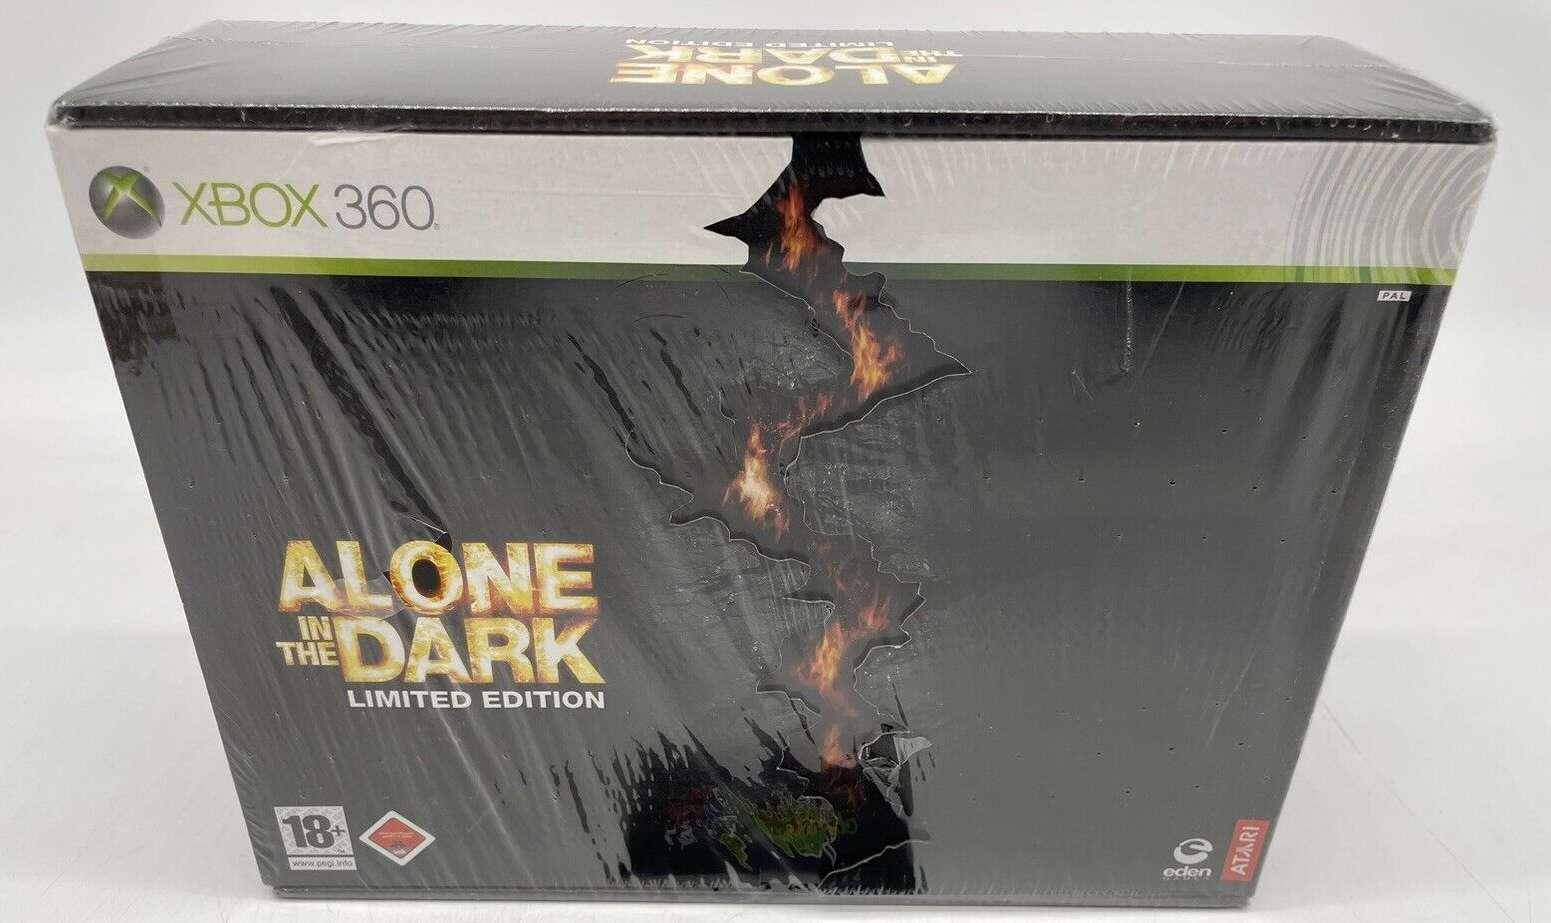 ALONE
IN
THE DARK
LIMITED EDITION
XBOX 360
PAL
ALONE
IN
THE DARK
LIMITED EDITION
18+
www.pegi.info
eden
GAMES
ATARI